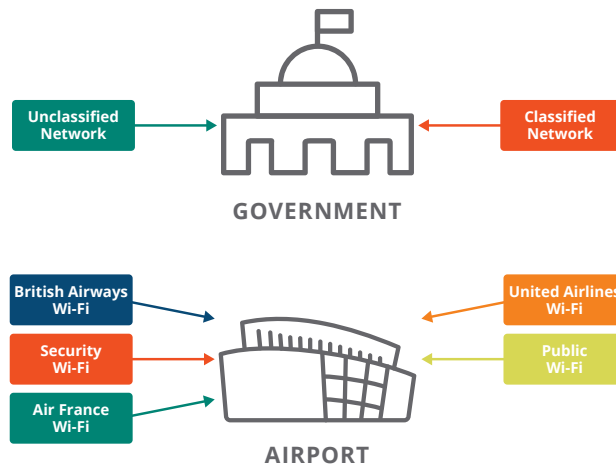 Unclassified
Network
Classified
Network
GOVERNMENT
British Airways
Wi-Fi
United Airlines
Wi-Fi
Security
Wi-Fi
Public
Wi-Fi
Air France
Wi-Fi
AIRPORT